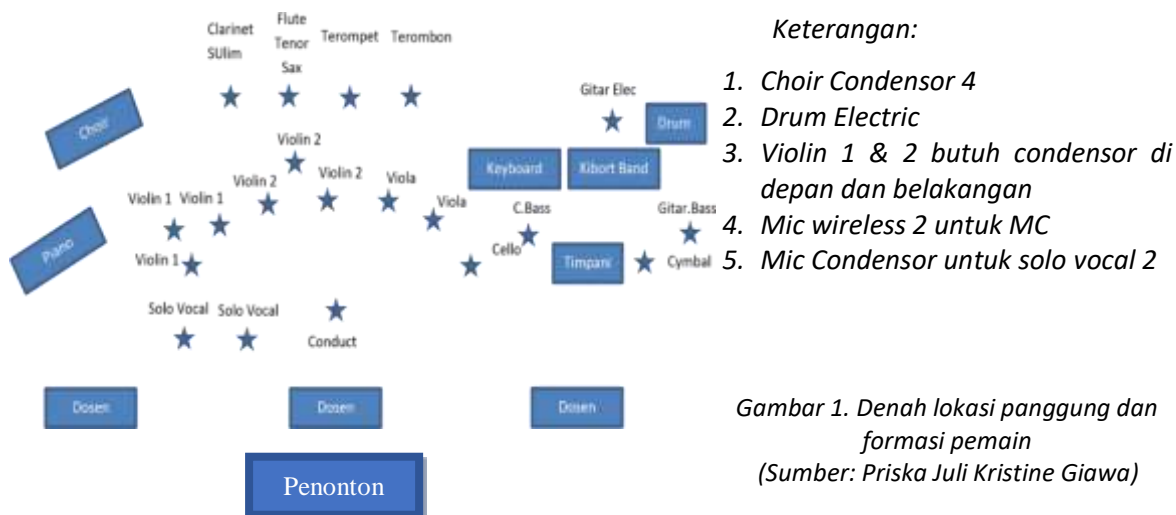 Clarinet
SUlim
Flute
Tenor
Sax
Terompet
Terombon
Gitar Elec
Choir
Drum
Violin 2
Keyboard
Kibort Band
Violin 2
Violin 2
Viola
Violin 1
Violin 1
Viola
C.Bass
Gitar.Bass
Piano
Violin 1
Cello
Timpani
Cymbal
Solo Vocal
Solo Vocal
Conduct
Dosen
Dosen
Dosen
Penonton
Keterangan:
1. Choir Condensor 4
2. Drum Electric
3. Violin 1 & 2 butuh condensor di
depan dan belakangan
4. Mic wireless 2 untuk MC
5. Mic Condensor untuk solo vocal 2
Gambar 1. Denah lokasi panggung dan
formasi pemain
(Sumber: Priska Juli Kristine Giawa)